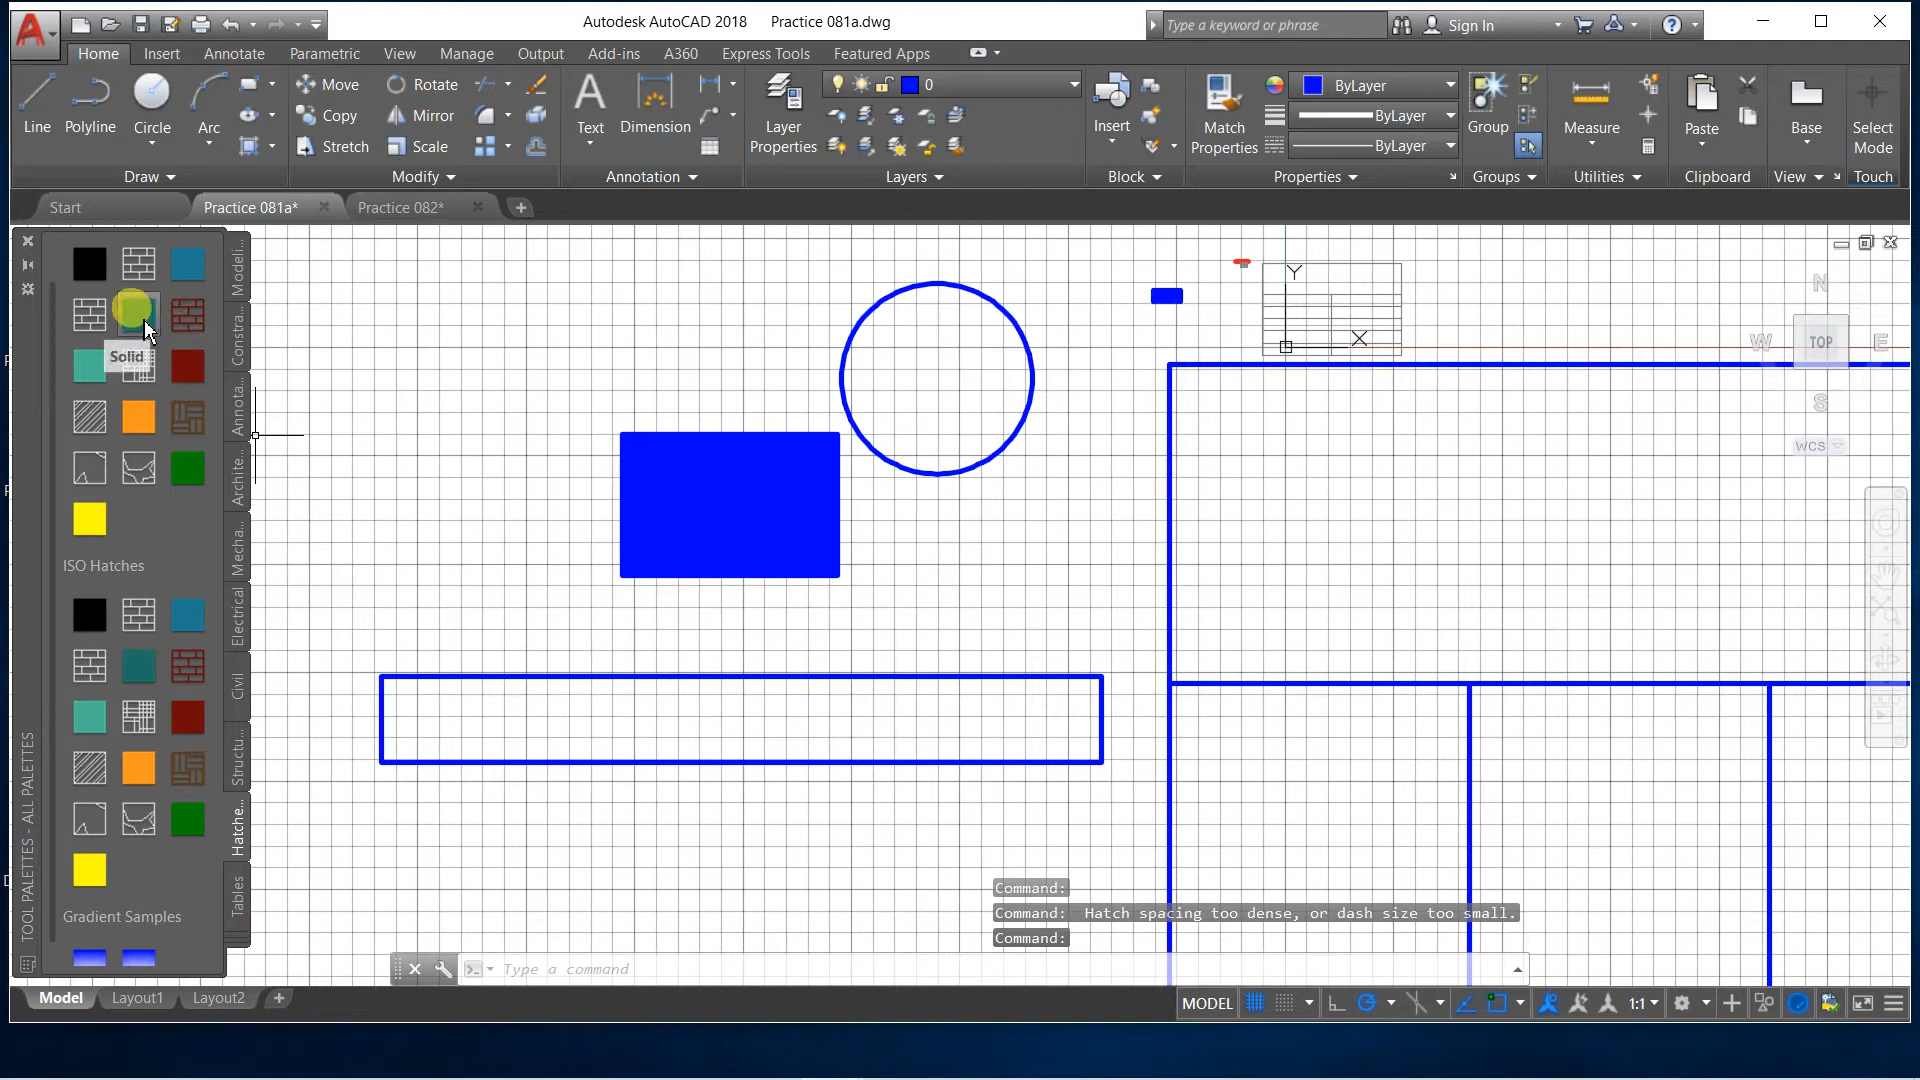 Autodesk AutoCAD 2018 Practice 081a.dwg
Type a keyword or phrase
Sign In
Home Insert Annotate Parametric View Manage Output Add-ins A360 Express Tools Featured Apps
Line Polyline Circle Arc
Move Rotate
Copy Mirror
Stretch Scale
Text Dimension
Layer Properties
0
Insert
Match Properties
ByLayer
ByLayer
ByLayer
Group
Measure
Paste
Base
Select Mode
Draw Modify Annotation Layers Block Properties Groups Utilities Clipboard View Touch
Start Practice 081a* Practice 082*
Solid
ISO Hatches
Gradient Samples
TOOL PALETTES - ALL PALETTES
Modeli...
Constra...
Annota...
Archite...
Mecha...
Electrical
Civil
Structu...
Hatche...
Tables
Y
X
N
W TOP E
S
WCS
Command:
Command: Hatch spacing too dense, or dash size too small.
Command:
Type a command
Model Layout1 Layout2
MODEL 1:1